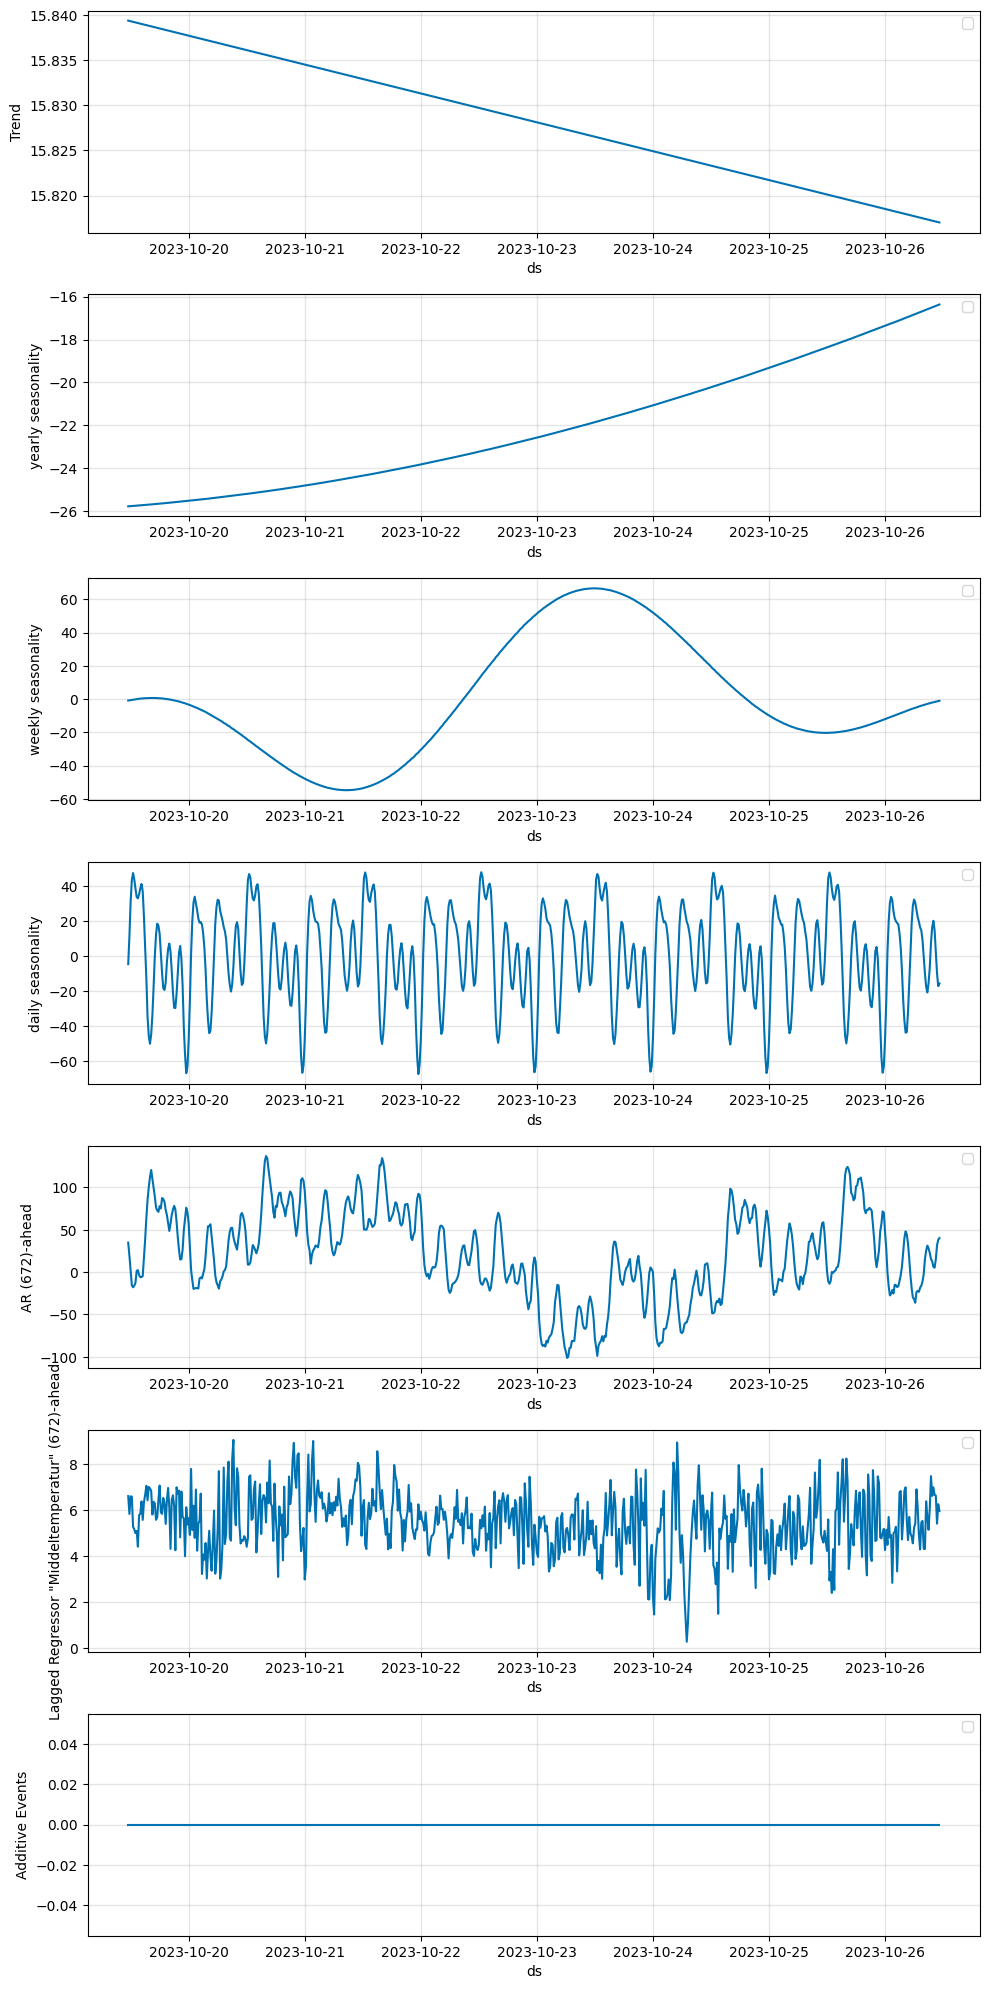 15.840
15.835
15.830
15.825
15.820
Trend
2023-10-20 2023-10-21 2023-10-22 2023-10-23 2023-10-24 2023-10-25 2023-10-26
ds
−16
−18
−20
−22
−24
−26
yearly seasonality
2023-10-20 2023-10-21 2023-10-22 2023-10-23 2023-10-24 2023-10-25 2023-10-26
ds
60
40
20
0
−20
−40
−60
weekly seasonality
2023-10-20 2023-10-21 2023-10-22 2023-10-23 2023-10-24 2023-10-25 2023-10-26
ds
40
20
0
−20
−40
−60
daily seasonality
2023-10-20 2023-10-21 2023-10-22 2023-10-23 2023-10-24 2023-10-25 2023-10-26
ds
100
50
0
−50
−100
AR (672)-ahead
2023-10-20 2023-10-21 2023-10-22 2023-10-23 2023-10-24 2023-10-25 2023-10-26
ds
8
6
4
2
0
Lagged Regressor "Middeltemperatur" (672)-ahead
2023-10-20 2023-10-21 2023-10-22 2023-10-23 2023-10-24 2023-10-25 2023-10-26
ds
0.04
0.02
0.00
−0.02
−0.04
Additive Events
2023-10-20 2023-10-21 2023-10-22 2023-10-23 2023-10-24 2023-10-25 2023-10-26
ds